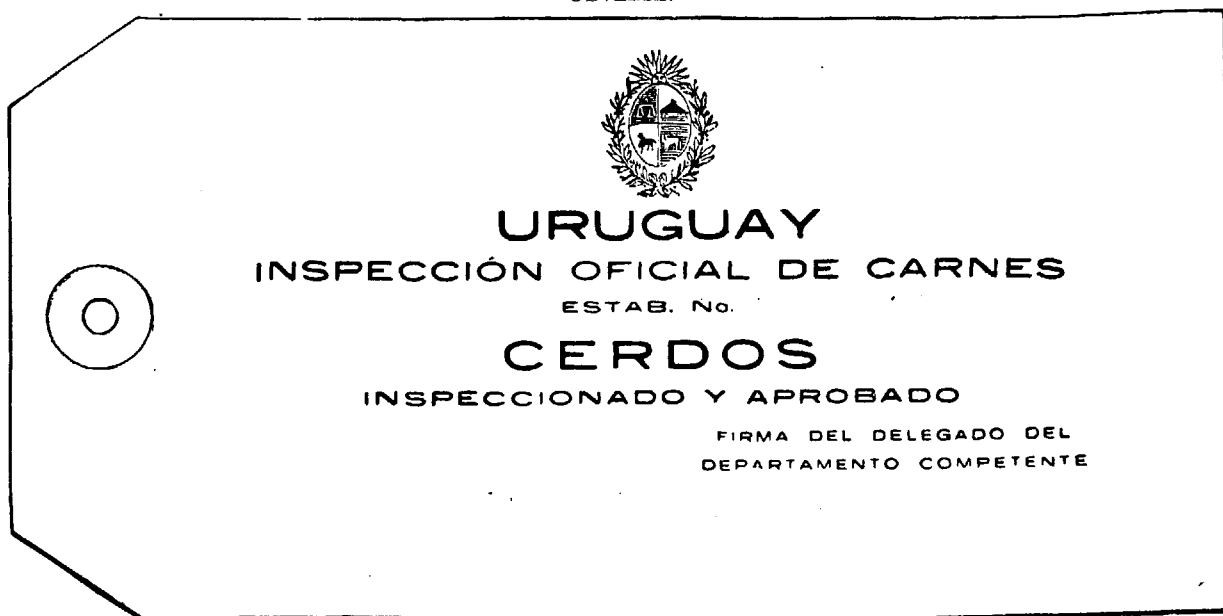 URUGUAY
INSPECCIÓN OFICIAL DE CARNES
ESTAB. No.
CERDOS
INSPECCIONADO Y APROBADO
FIRMA DEL DELEGADO DEL
DEPARTAMENTO COMPETENTE